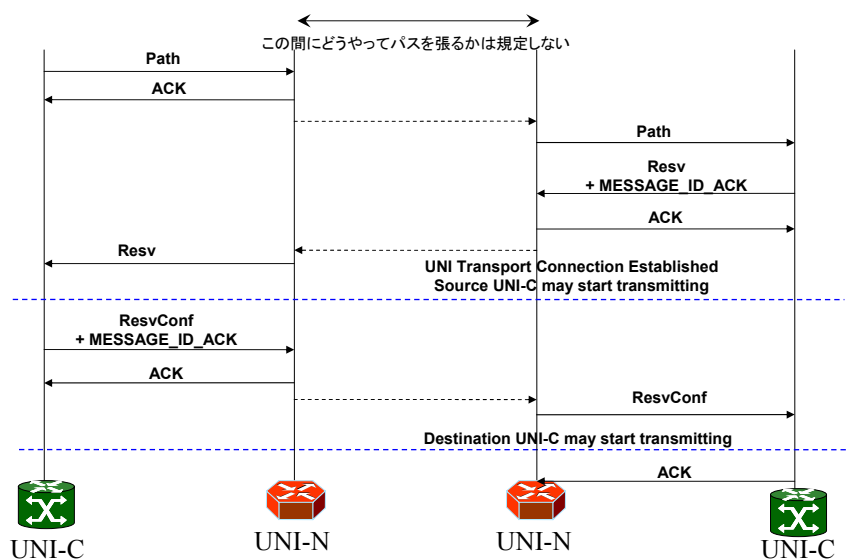 この間にどうやってパスを張るかは規定しない
Path
ACK
Path
Resv
+ MESSAGE_ID_ACK
ACK
Resv
UNI Transport Connection Established
Source UNI-C may start transmitting
ResvConf
+ MESSAGE_ID_ACK
ACK
ResvConf
Destination UNI-C may start transmitting
ACK
UNI-C
UNI-N
UNI-N
UNI-C